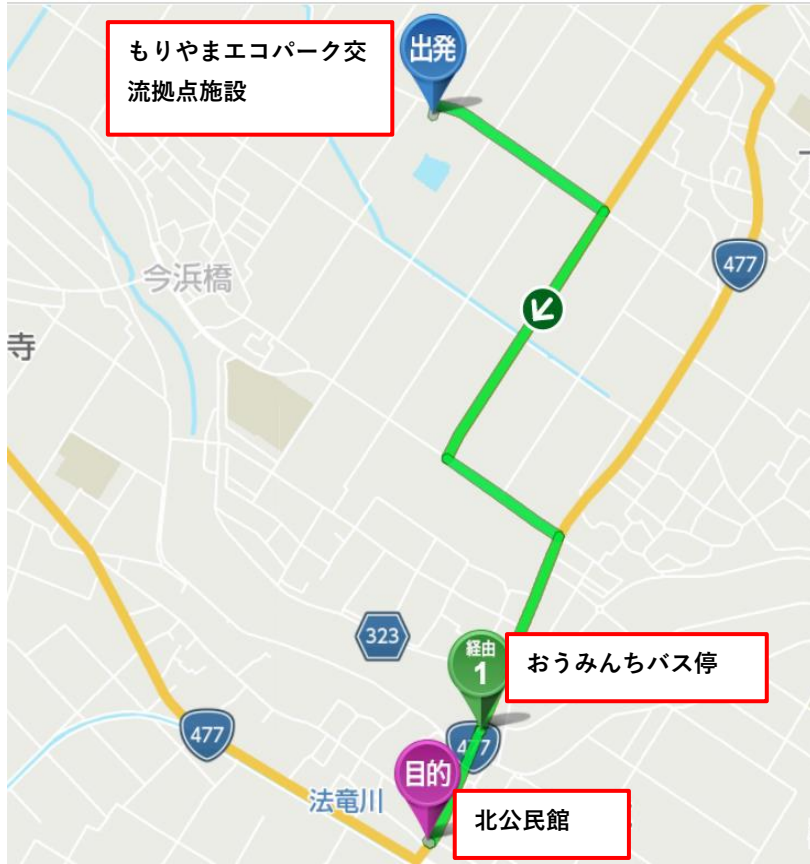 もりやまエコパーク交
流拠点施設
出発
477
今浜橋
寺
323
経由
1
おうみんちバス停
477
477
目的
法竜川
北公民館